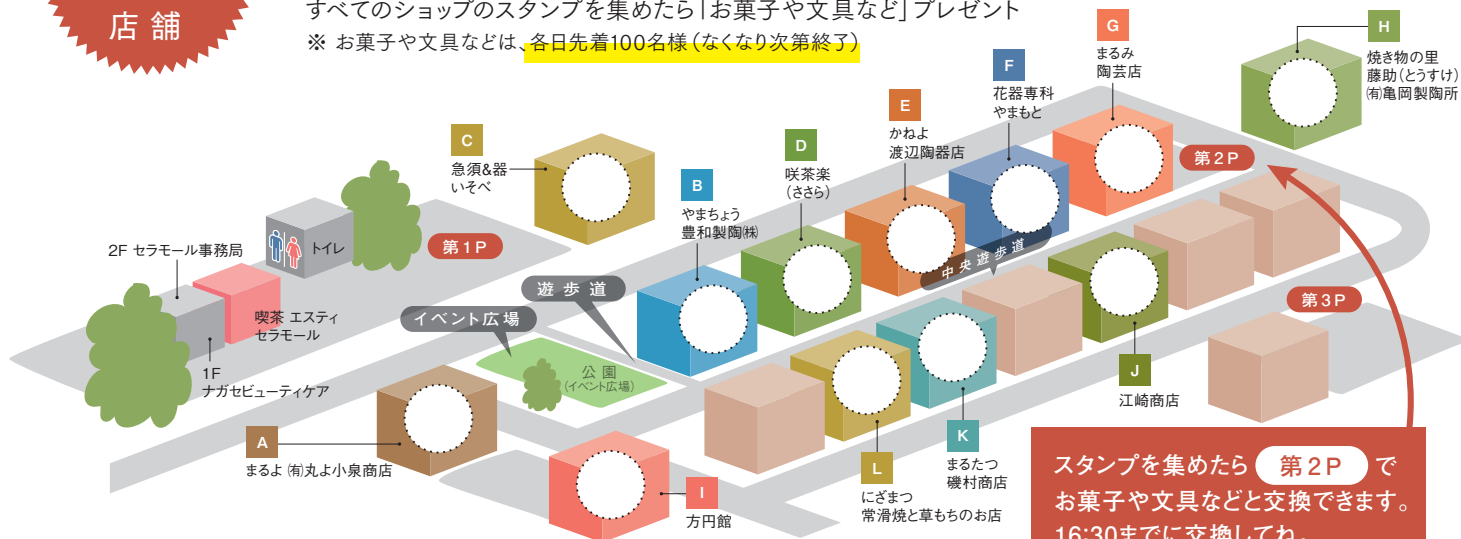 店舗
すべてのショップのスタンプを集めたら「お菓子や文具など」プレゼント
※ お菓子や文具などは、各日先着100名様（なくなり次第終了）
H
焼き物の里
藤助（とうすけ）
㈲亀岡製陶所
G
まるみ
陶芸店
F
花器専科
やまもと
E
かねよ
渡辺陶器店
D
咲茶楽
（ささら）
C
急須&器
いそべ
B
やまちょう
豊和製陶㈱
第2P
第1P
トイレ
2F セラモール事務局
喫茶 エスティ
セラモール
1F
ナガセビューティケア
遊歩道
イベント広場
公園
（イベント広場）
中央遊歩道
第3P
J
江崎商店
A
まるよ ㈲丸よ小泉商店
I
方円館
L
にざまつ
常滑焼と草もちのお店
K
まるたつ
磯村商店
スタンプを集めたら 第2P で
お菓子や文具などと交換できます。
16:30までに交換してね。